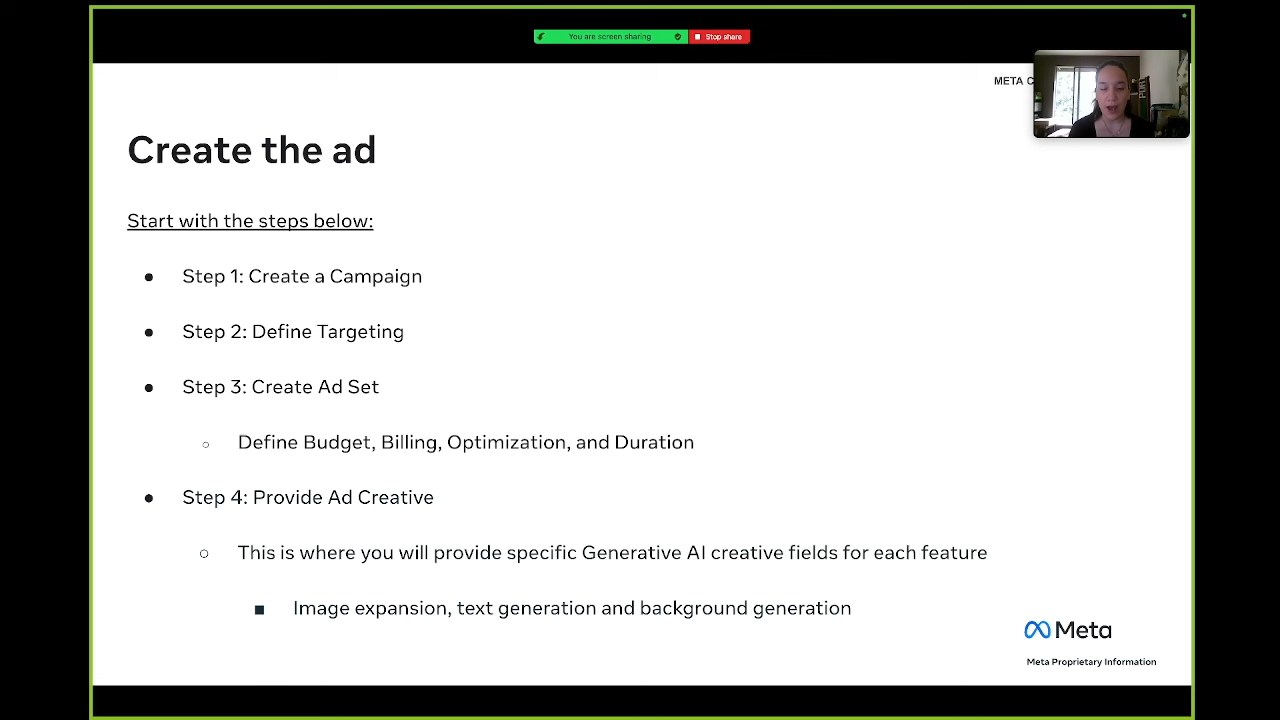 You are screen sharing
Stop share
META C
Create the ad
Start with the steps below:
● Step 1: Create a Campaign
● Step 2: Define Targeting
● Step 3: Create Ad Set
○ Define Budget, Billing, Optimization, and Duration
● Step 4: Provide Ad Creative
○ This is where you will provide specific Generative AI creative fields for each feature
■ Image expansion, text generation and background generation
Meta
Meta Proprietary Information